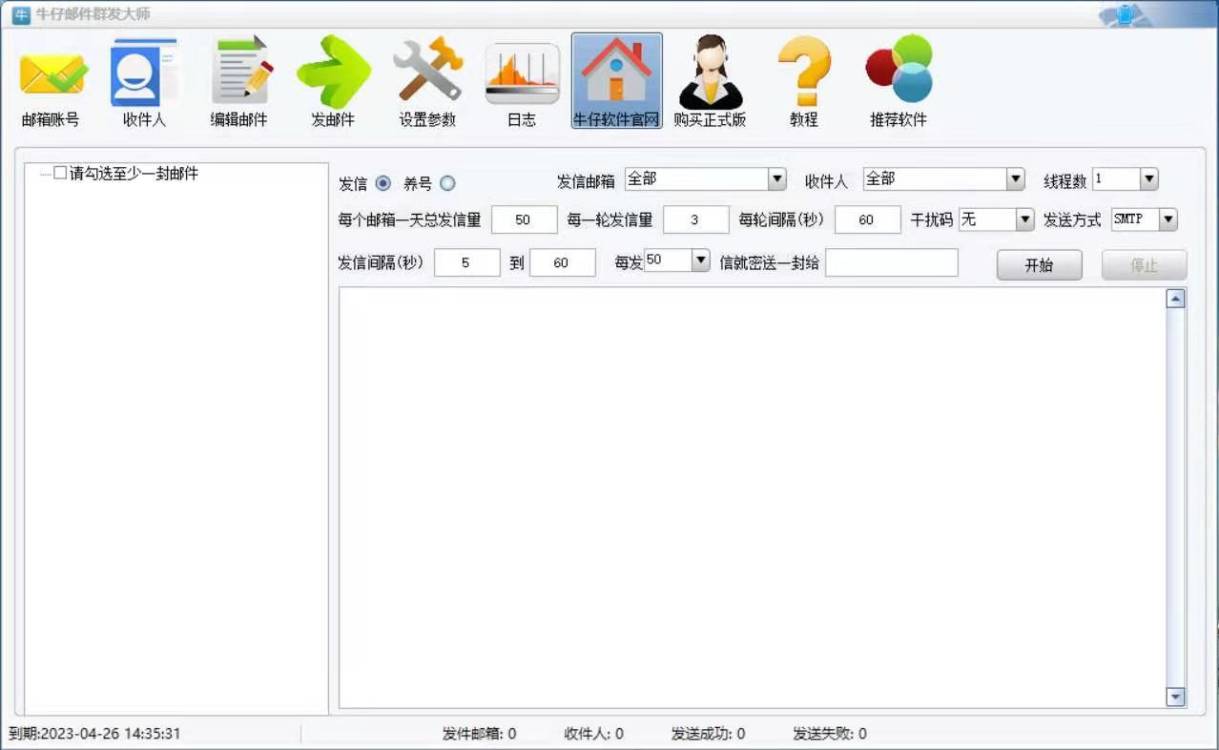 牛 牛仔邮件群发大师
邮箱账号 收件人 编辑邮件 发邮件 设置参数 日志 牛仔软件官网 购买正式版 教程 推荐软件
请勾选至少一封邮件
发信 养号 发信邮箱 全部 收件人 全部 线程数 1
每个邮箱一天总发信量 50 每一轮发信量 3 每轮间隔(秒) 60 干扰码 无 发送方式 SMTP
发信间隔(秒) 5 到 60 每发 50 信就密送一封给 开始 停止
到期:2023-04-26 14:35:31 发件邮箱: 0 收件人: 0 发送成功: 0 发送失败: 0